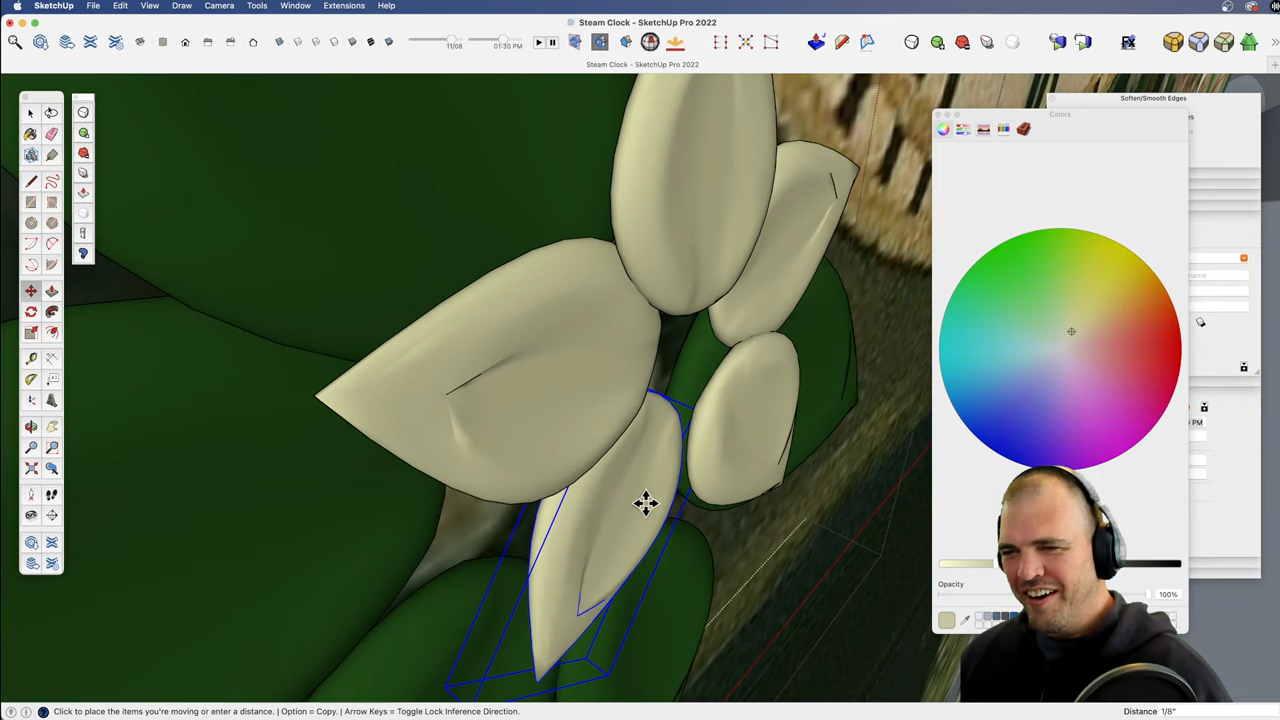 SketchUp File Edit View Draw Camera Tools Window Extensions Help
Steam Clock - SketchUp Pro 2022
11/08 01:30 PM
Steam Clock - SketchUp Pro 2022
Soften/Smooth Edges
Colors
name
PM
Opacity
100%
Click to place the items you're moving or enter a distance. | Option = Copy. | Arrow Keys = Toggle Lock Inference Direction.
Distance 1/8"